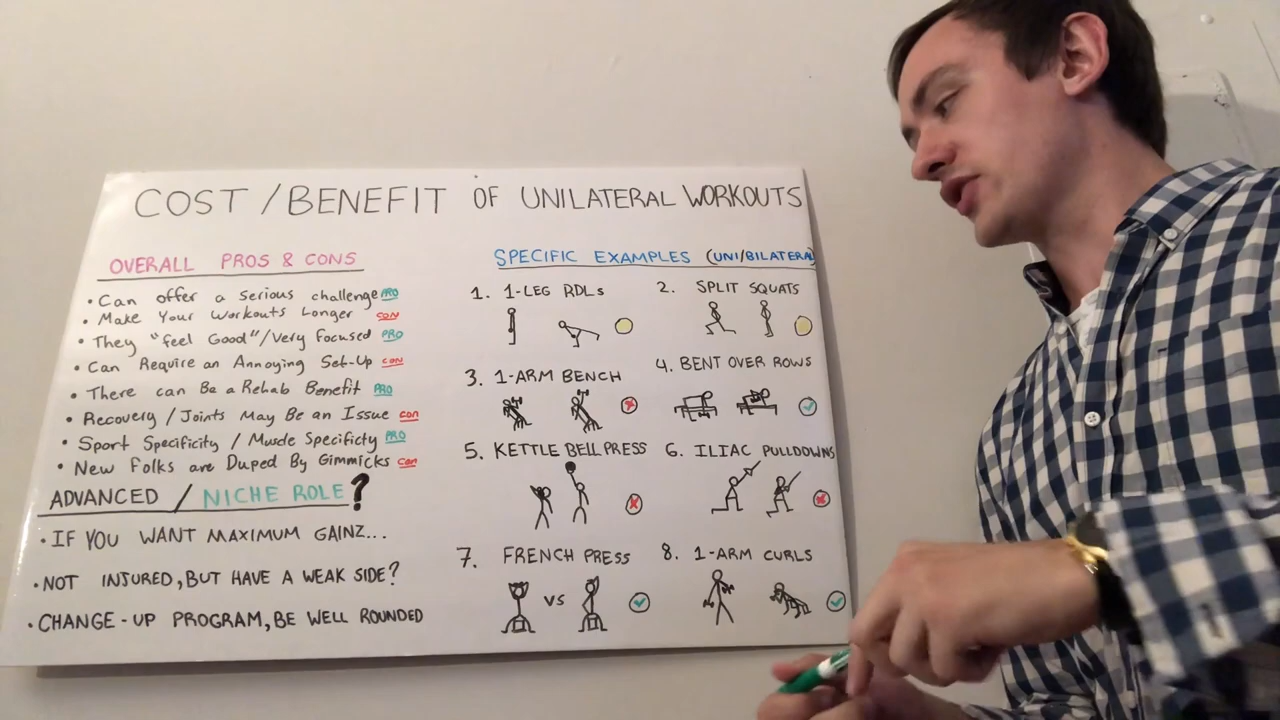 COST/BENEFIT OF UNILATERAL WORKOUTS
OVERALL PROS & CONS
• Can offer a serious challenge PRO
• Make Your Workouts Longer CON
• They "feel Good"/Very Focused PRO
• Can Require an Annoying Set-Up CON
• There can Be a Rehab Benefit PRO
• Recovery/Joints May Be an Issue CON
• Sport Specificity / Muscle Specificty PRO
• New Folks are Duped By Gimmicks CON
ADVANCED / NICHE ROLE?
• IF YOU WANT MAXIMUM GAINZ...
• NOT INJURED, BUT HAVE A WEAK SIDE?
• CHANGE-UP PROGRAM, BE WELL ROUNDED
SPECIFIC EXAMPLES (UNI/BILATERAL)
1. 1-LEG RDLs
2. SPLIT SQUATS
3. 1-ARM BENCH
4. BENT OVER ROWS
5. KETTLE BELL PRESS
6. ILIAC PULLDOWNS
7. FRENCH PRESS
VS
8. 1-ARM CURLS